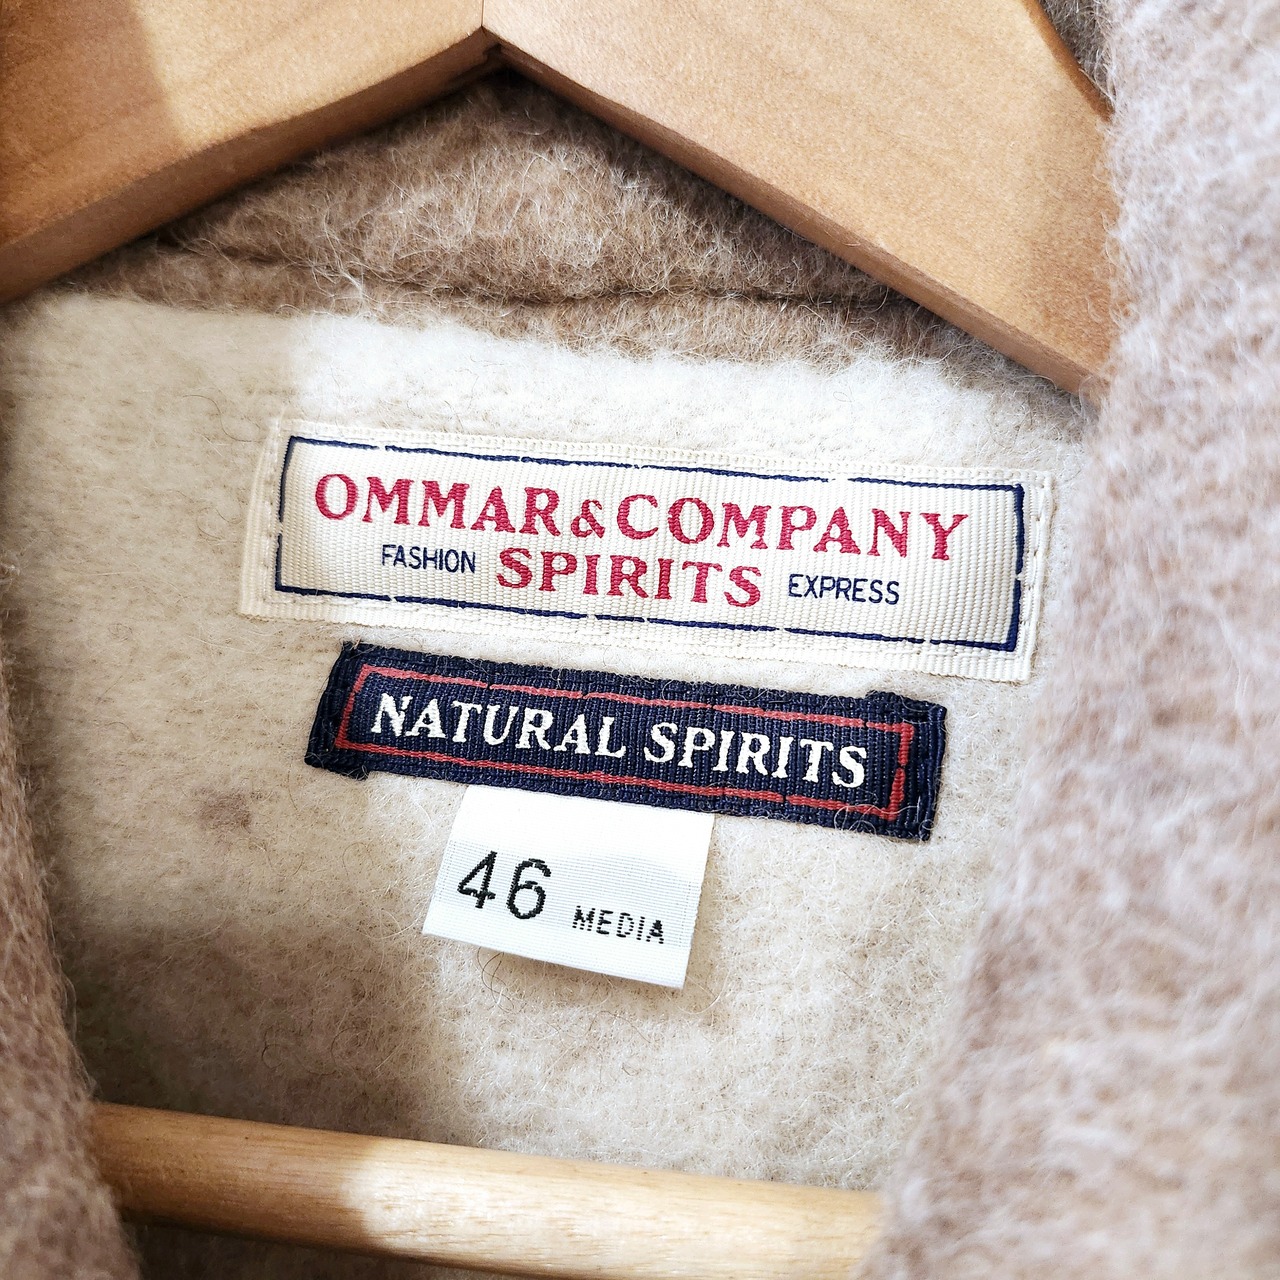 OMMAR&COMPANY
FASHION SPIRITS EXPRESS
NATURAL SPIRITS
46 MEDIA